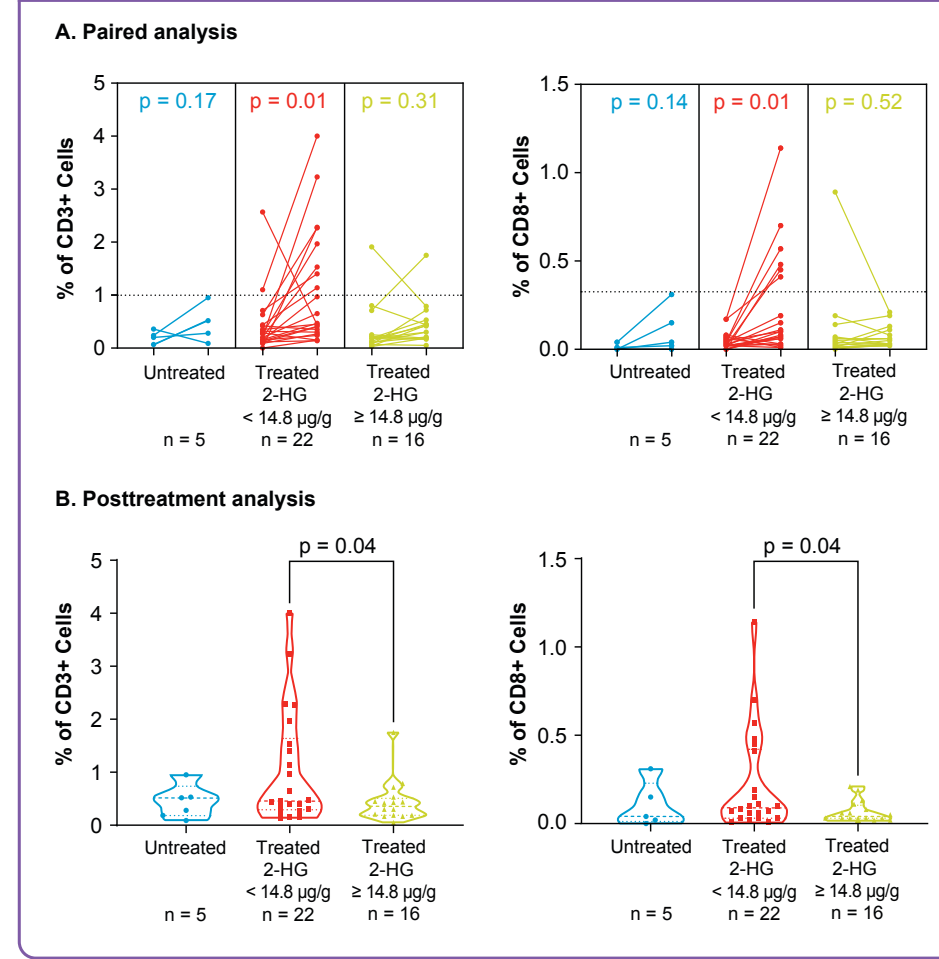 A. Paired analysis
% of CD3+ Cells
5
4
3
2
1
0
p = 0.17
p = 0.01
p = 0.31
Untreated
n = 5
Treated
2-HG
< 14.8 µg/g
n = 22
Treated
2-HG
≥ 14.8 µg/g
n = 16
% of CD8+ Cells
1.5
1.0
0.5
0.0
p = 0.14
p = 0.01
p = 0.52
Untreated
n = 5
Treated
2-HG
< 14.8 µg/g
n = 22
Treated
2-HG
≥ 14.8 µg/g
n = 16
B. Posttreatment analysis
% of CD3+ Cells
5
4
3
2
1
0
p = 0.04
Untreated
n = 5
Treated
2-HG
< 14.8 µg/g
n = 22
Treated
2-HG
≥ 14.8 µg/g
n = 16
% of CD8+ Cells
1.5
1.0
0.5
0.0
p = 0.04
Untreated
n = 5
Treated
2-HG
< 14.8 µg/g
n = 22
Treated
2-HG
≥ 14.8 µg/g
n = 16